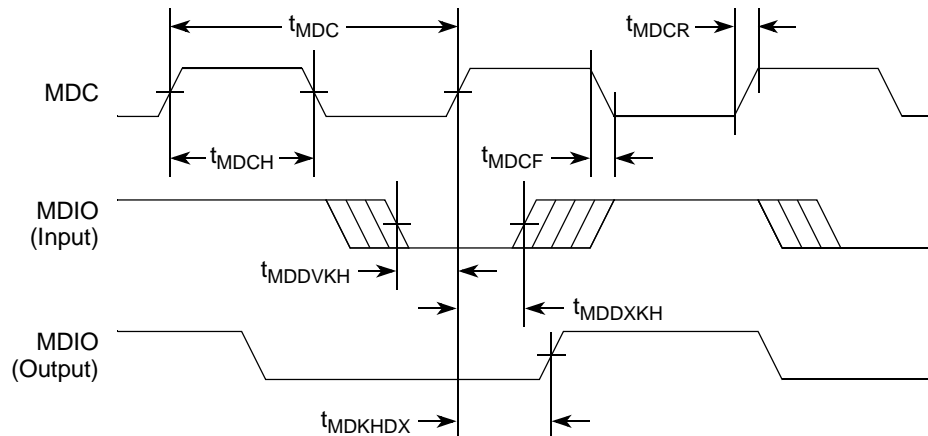 tMDC
tMDCR
MDC
tMDCH
tMDCF
MDIO
(Input)
tMDDVKH
tMDDXKH
MDIO
(Output)
tMDKHDX